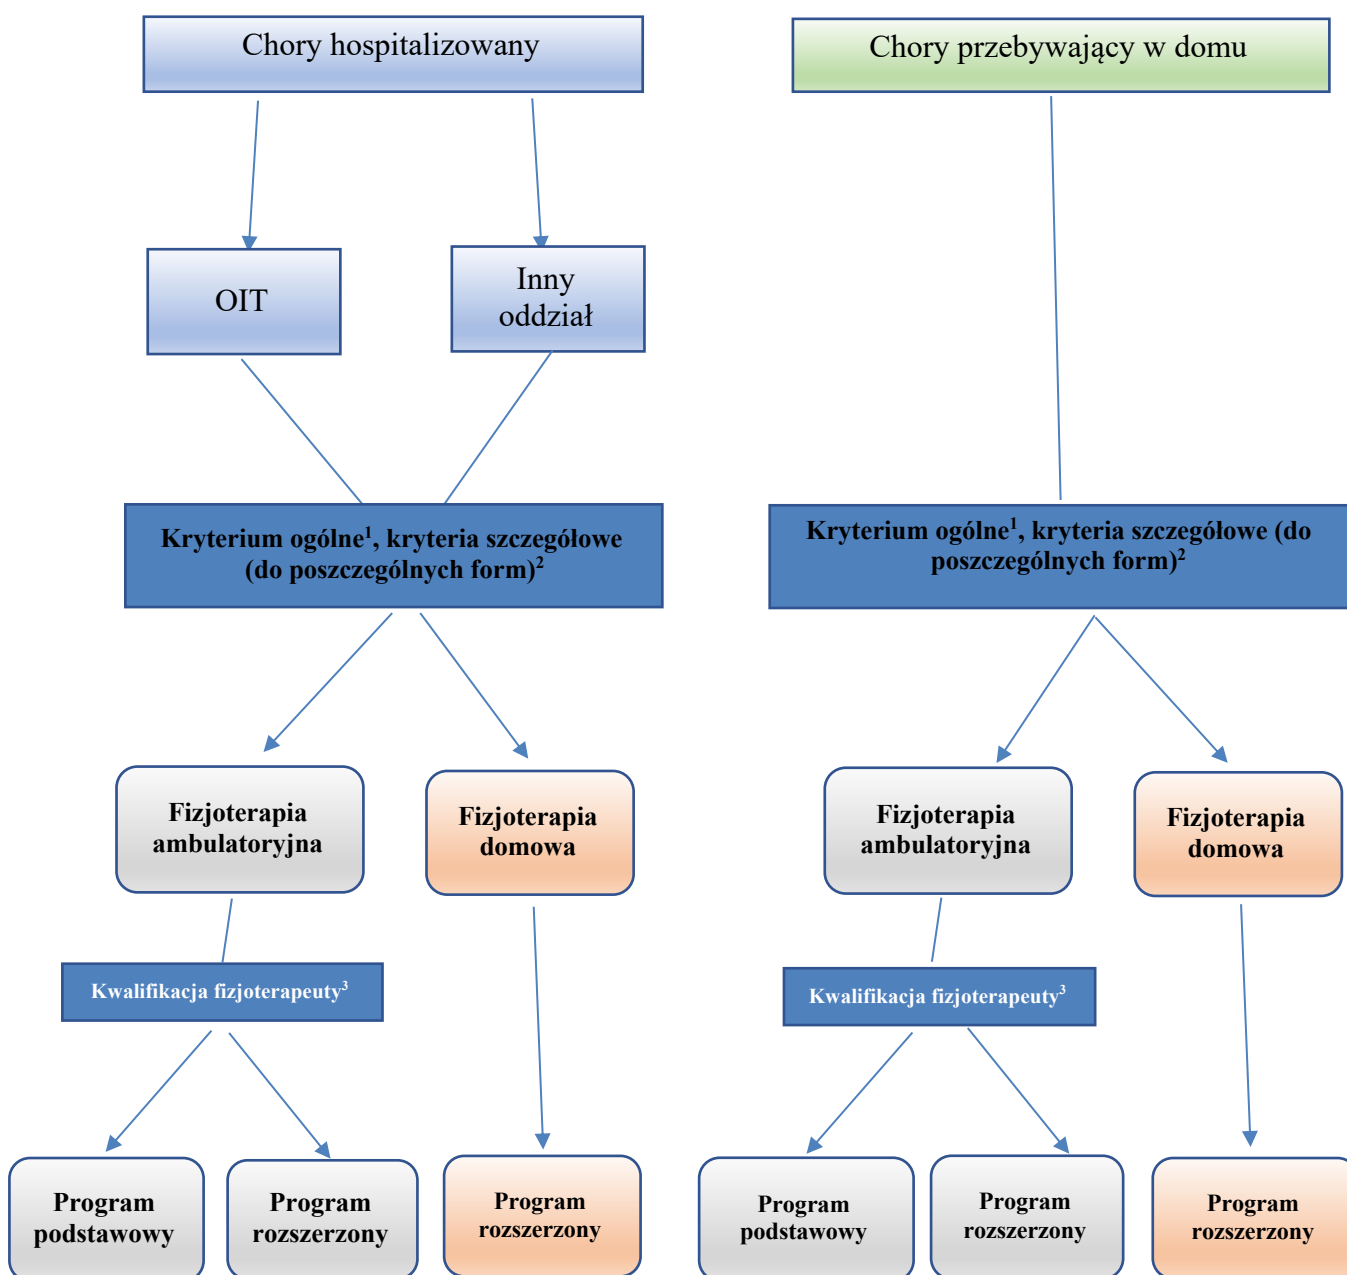 Chory hospitalizowany
Chory przebywający w domu
OIT
Inny
oddział
Kryterium ogólne¹, kryteria szczegółowe
(do poszczególnych form)²
Kryterium ogólne¹, kryteria szczegółowe (do
poszczególnych form)²
Fizjoterapia
ambulatoryjna
Fizjoterapia
domowa
Fizjoterapia
ambulatoryjna
Fizjoterapia
domowa
Kwalifikacja fizjoterapeuty³
Kwalifikacja fizjoterapeuty³
Program
podstawowy
Program
rozszerzony
Program
rozszerzony
Program
podstawowy
Program
rozszerzony
Program
rozszerzony